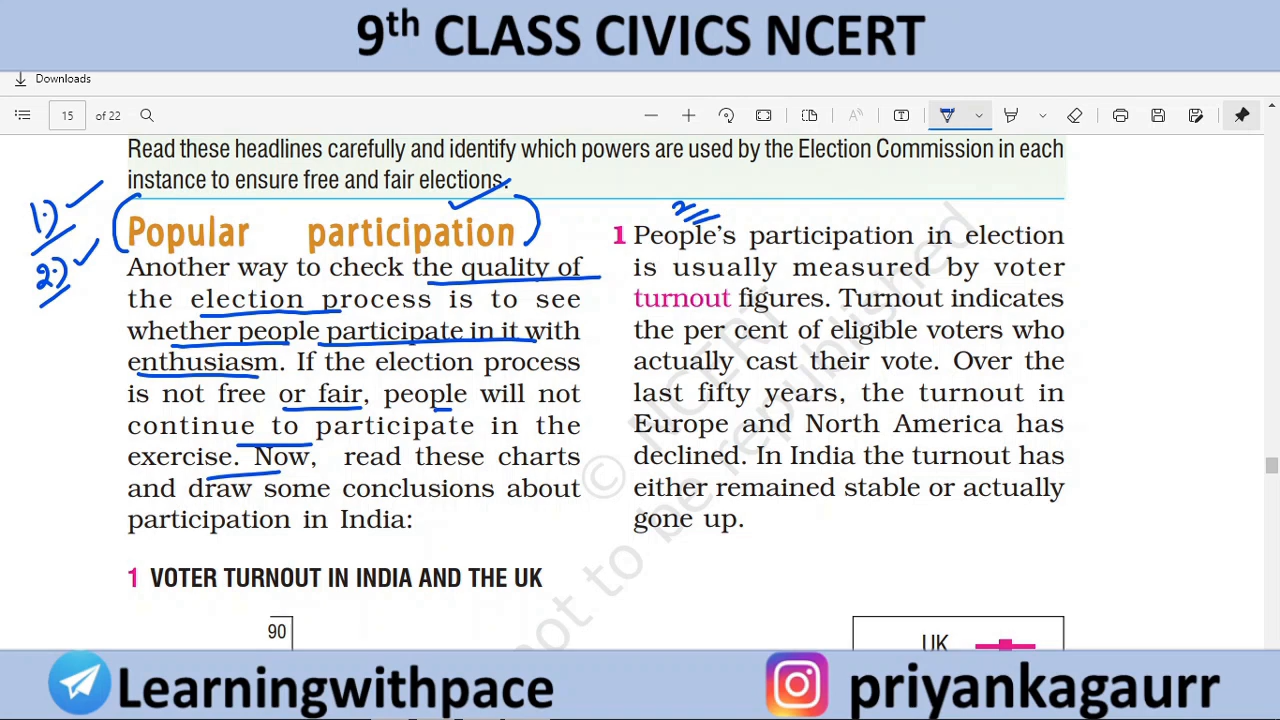 9th CLASS CIVICS NCERT
Downloads
15 of 22
Read these headlines carefully and identify which powers are used by the Election Commission in each
instance to ensure free and fair elections.
1)
2)
Popular participation
Another way to check the quality of
the election process is to see
whether people participate in it with
enthusiasm. If the election process
is not free or fair, people will not
continue to participate in the
exercise. Now, read these charts
and draw some conclusions about
participation in India:
1 People's participation in election
is usually measured by voter
turnout figures. Turnout indicates
the per cent of eligible voters who
actually cast their vote. Over the
last fifty years, the turnout in
Europe and North America has
declined. In India the turnout has
either remained stable or actually
gone up.
© NCERT
not to be republished
1 VOTER TURNOUT IN INDIA AND THE UK
90
UK
Learningwithpace
priyankagaurr